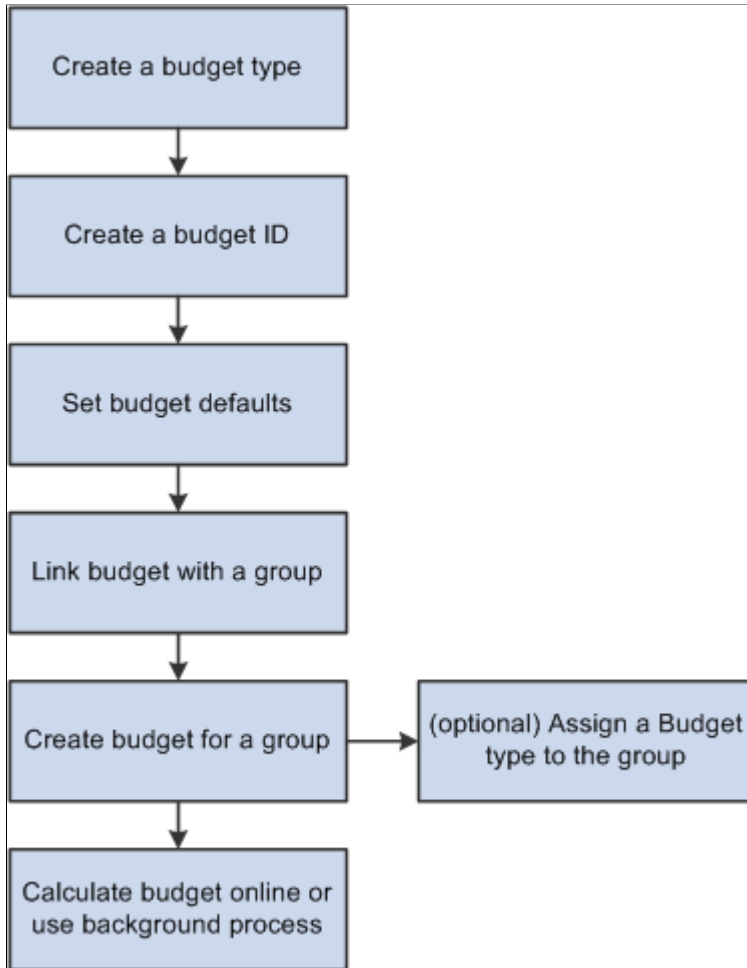 Create a budget type
Create a budget ID
Set budget defaults
Link budget with a group
Create budget for a group
(optional) Assign a Budget
type to the group
Calculate budget online or
use background process